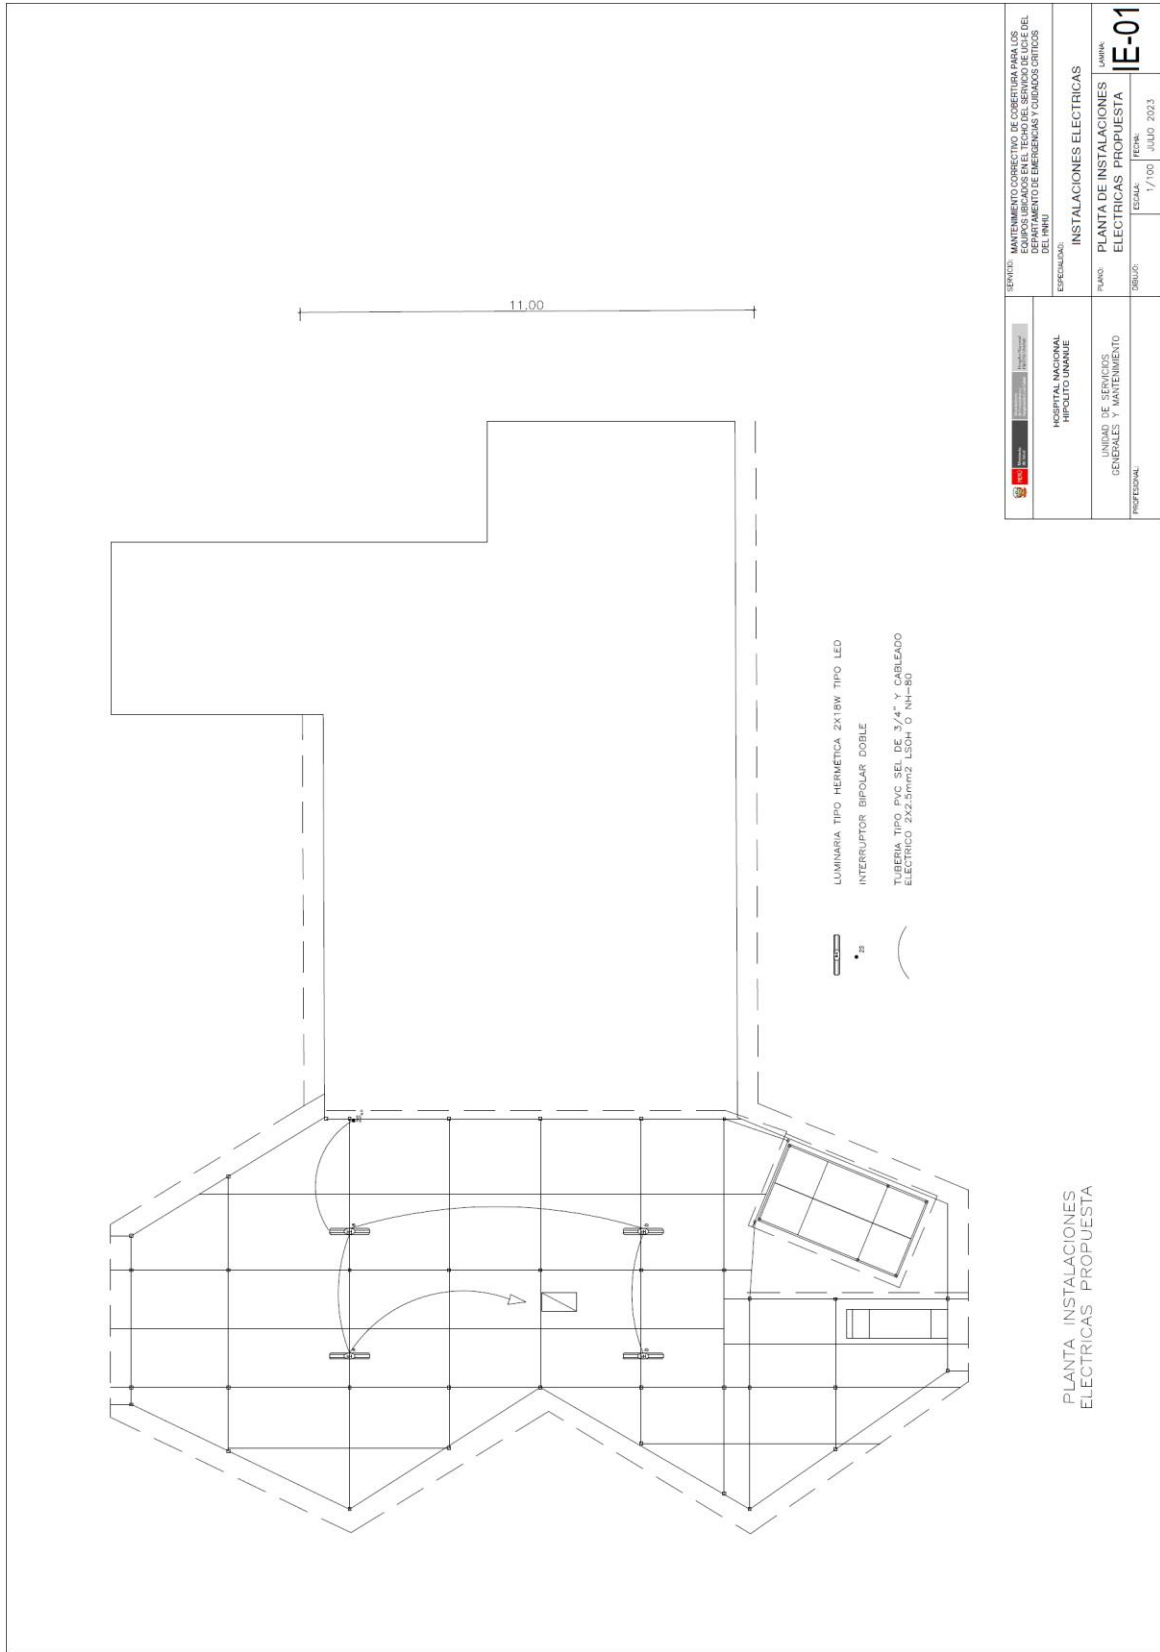 11.00
LUMINARIA TIPO HERMÉTICA 2X18W TIPO LED
INTERRUPTOR BIPOLAR DOBLE
2S
TUBERIA TIPO PVC SEL DE 3/4" Y CABLEADO
ELECTRICO 2X2.5mm2 LSOH O NH-80
PLANTA INSTALACIONES
ELECTRICAS PROPUESTA
PERÚ
HOSPITAL NACIONAL
HIPOLITO UNANUE
UNIDAD DE SERVICIOS
GENERALES Y MANTENIMIENTO
PROFESIONAL:
SERVICIO:
MANTENIMIENTO CORRECTIVO DE COBERTURA PARA LOS
EQUIPOS UBICADOS EN EL TECHO DEL SERVICIO DE UCI-E DEL
DEPARTAMENTO DE EMERGENCIAS Y CUIDADOS CRITICOS
DEL HNHU
ESPECIALIDAD:
INSTALACIONES ELECTRICAS
PLANO:
PLANTA DE INSTALACIONES
ELECTRICAS PROPUESTA
LAMINA:
IE-01
DIBUJO:
ESCALA:
1/100
FECHA:
JULIO 2023